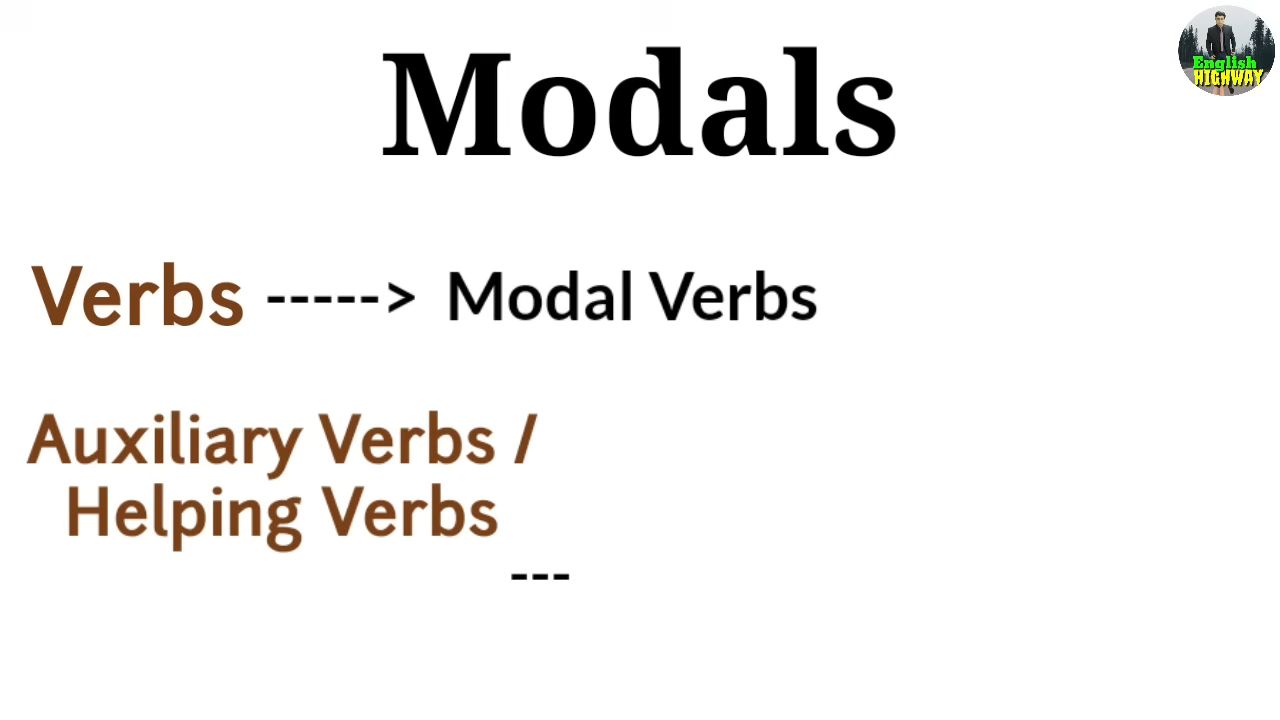 Modals
English
HIGHWAY
Verbs -----> Modal Verbs
Auxiliary Verbs /
Helping Verbs
---